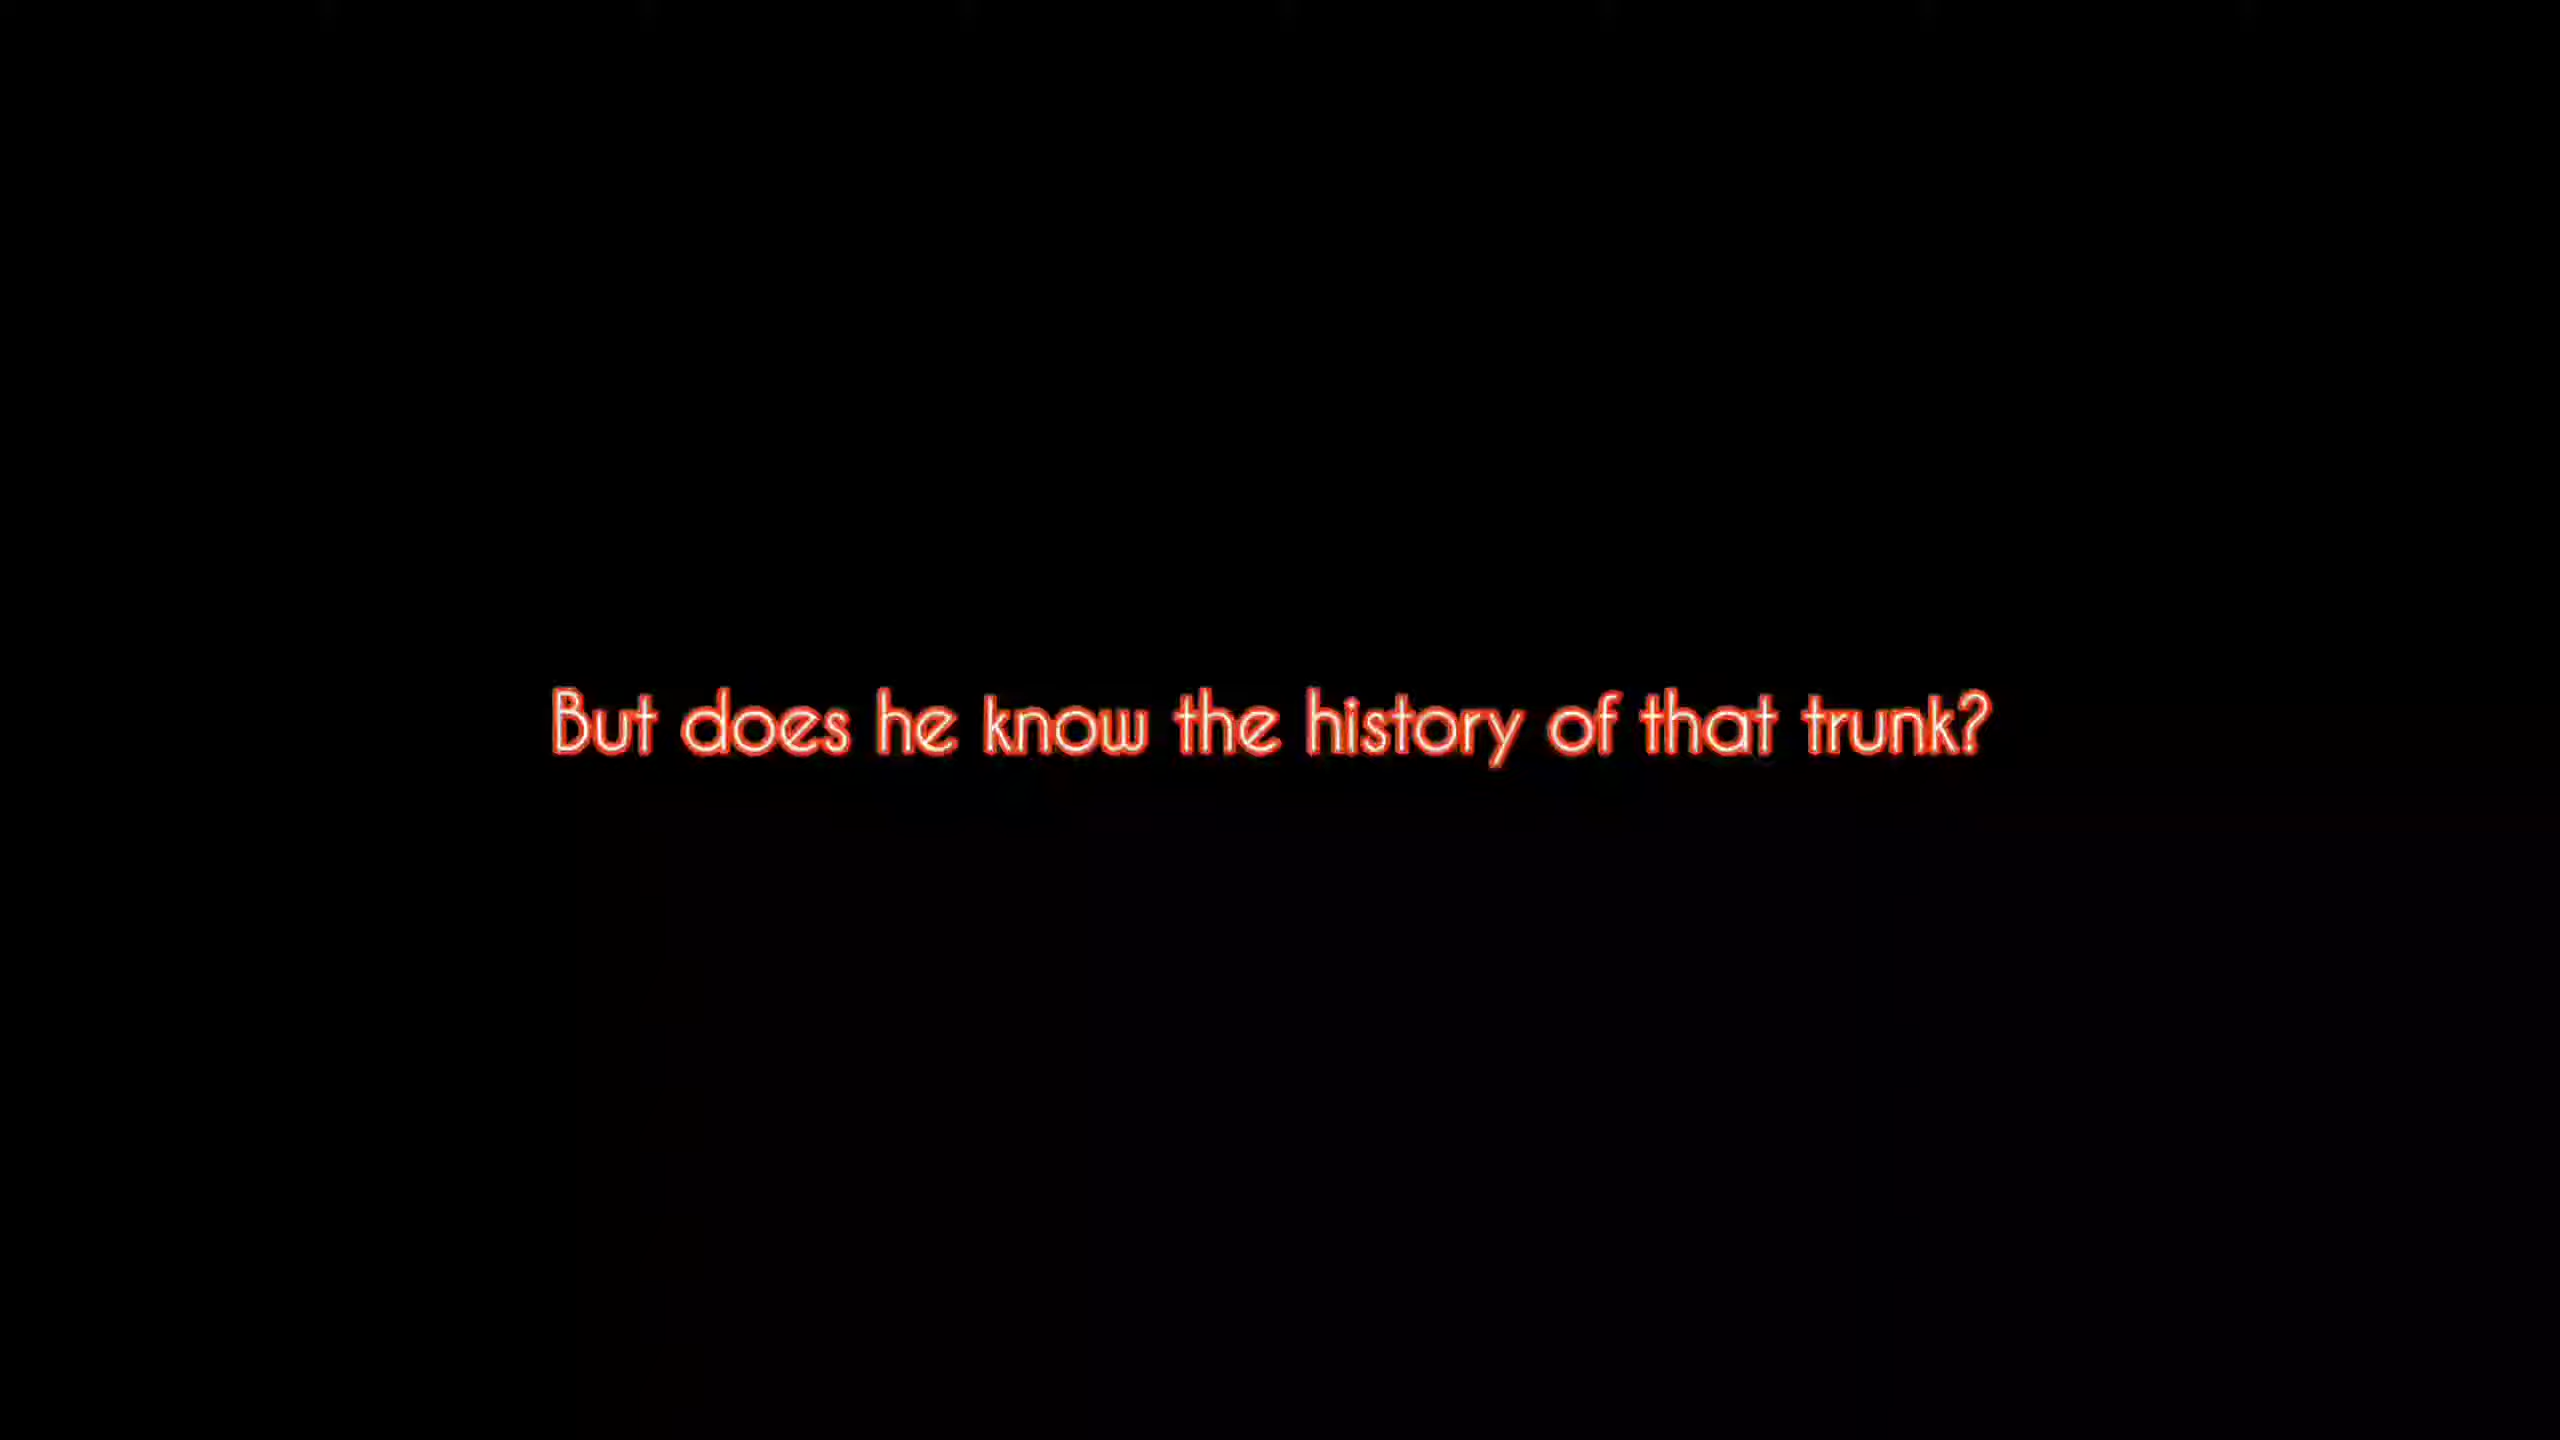 But does he know the history of that trunk?